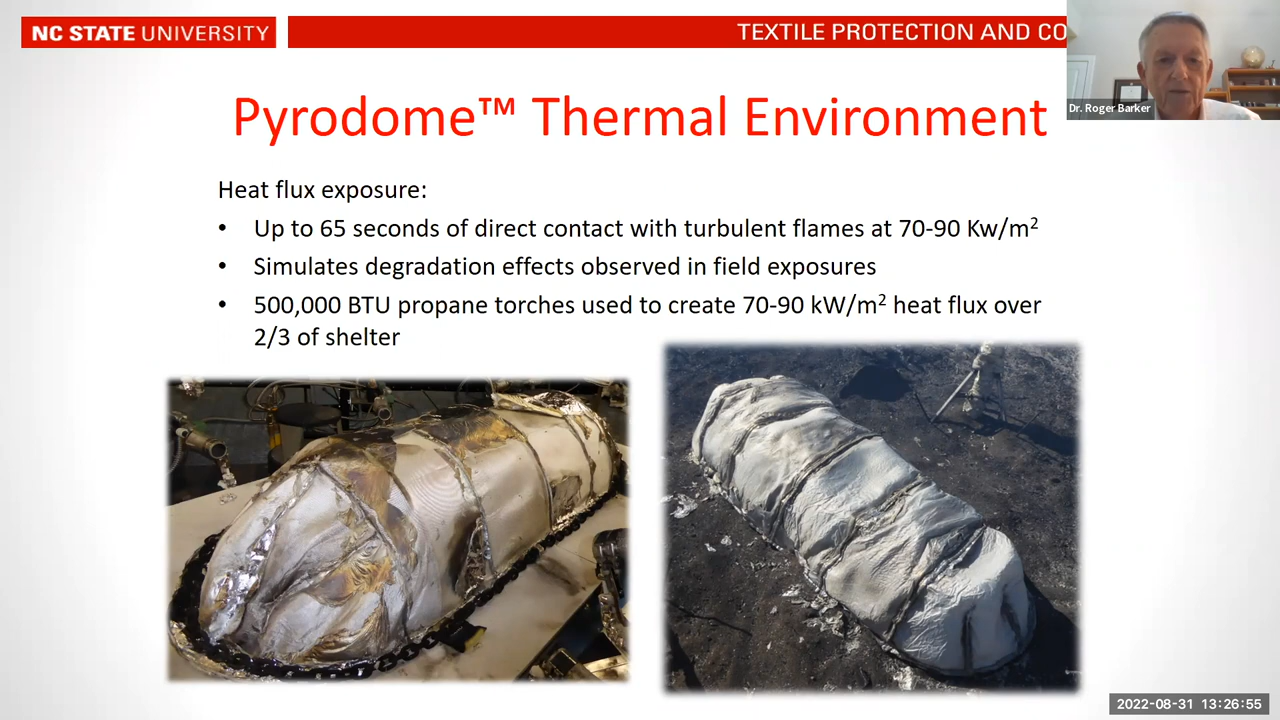 NC STATE UNIVERSITY
TEXTILE PROTECTION AND CO
Dr. Roger Barker
Pyrodome™ Thermal Environment
Heat flux exposure:
• Up to 65 seconds of direct contact with turbulent flames at 70-90 Kw/m²
• Simulates degradation effects observed in field exposures
• 500,000 BTU propane torches used to create 70-90 kW/m² heat flux over
2/3 of shelter
2022-08-31 13:26:55